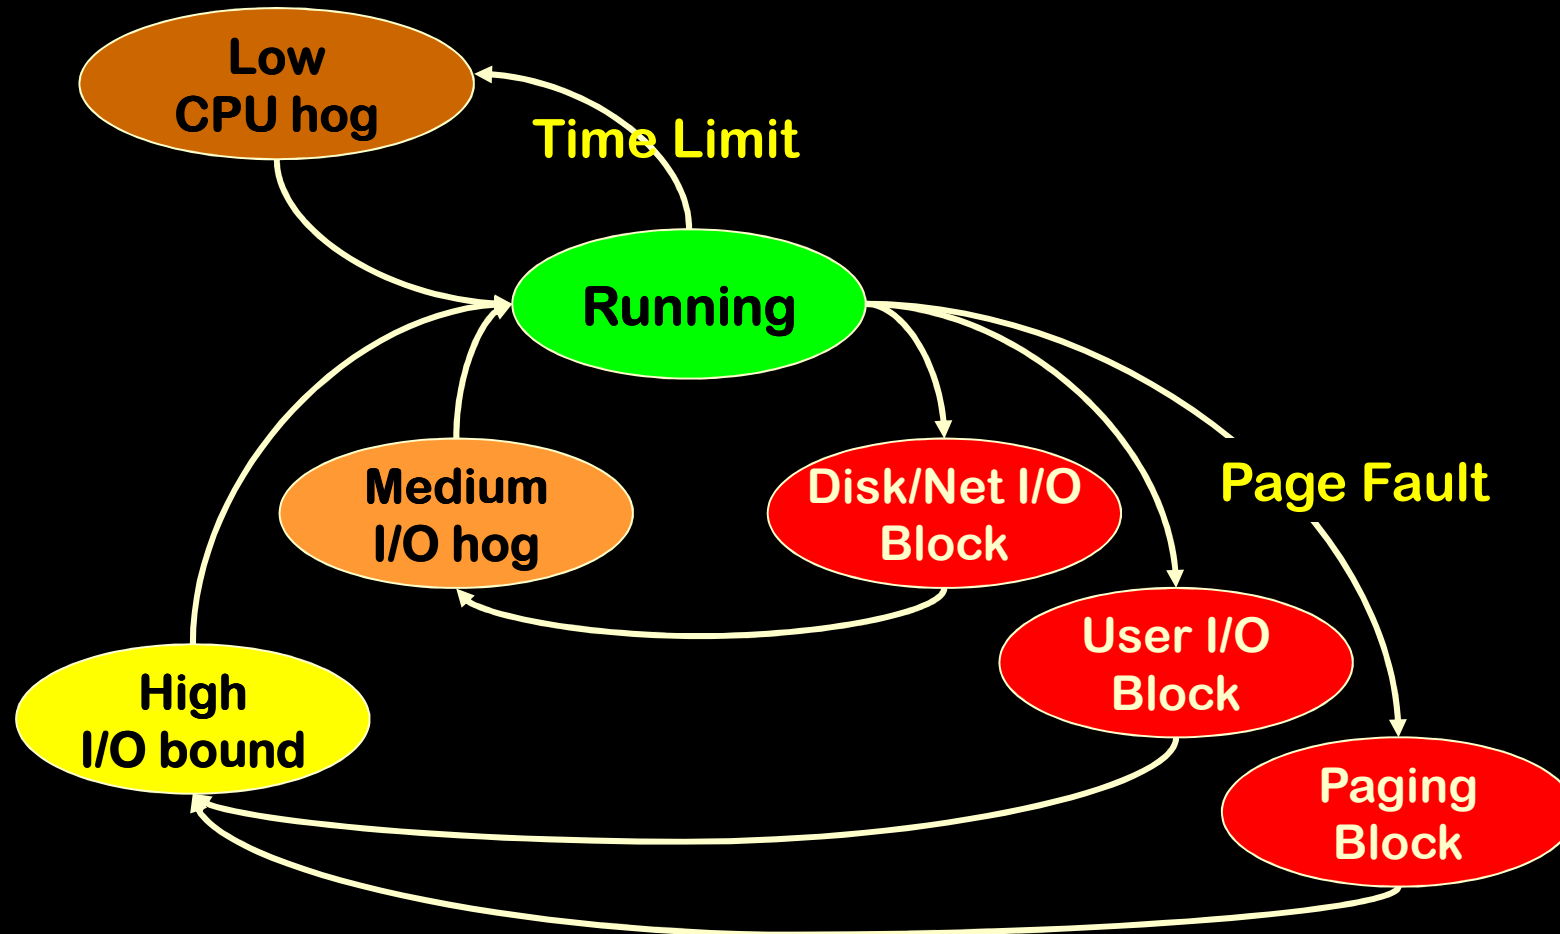 Low
CPU hog
Time Limit
Running
Medium
I/O hog
Disk/Net I/O
Block
Page Fault
User I/O
Block
High
I/O bound
Paging
Block